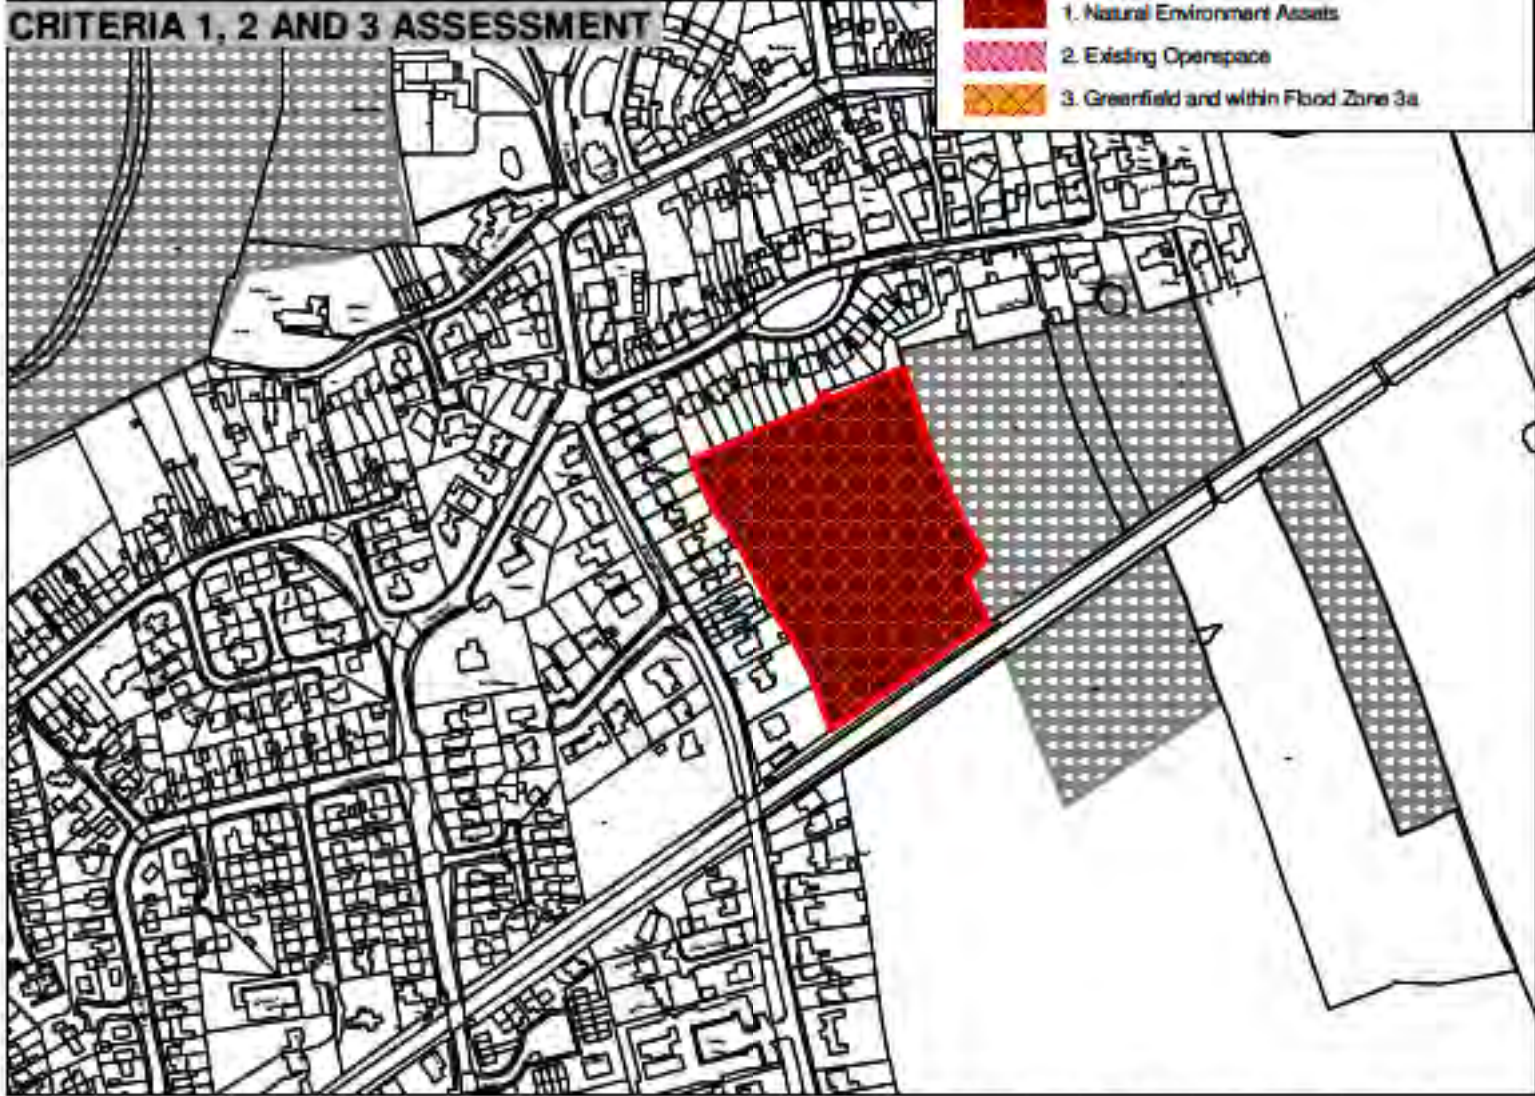 CRITERIA 1, 2 AND 3 ASSESSMENT
1. Natural Environment Assets
2. Existing Openspace
3. Greenfield and within Flood Zone 3a